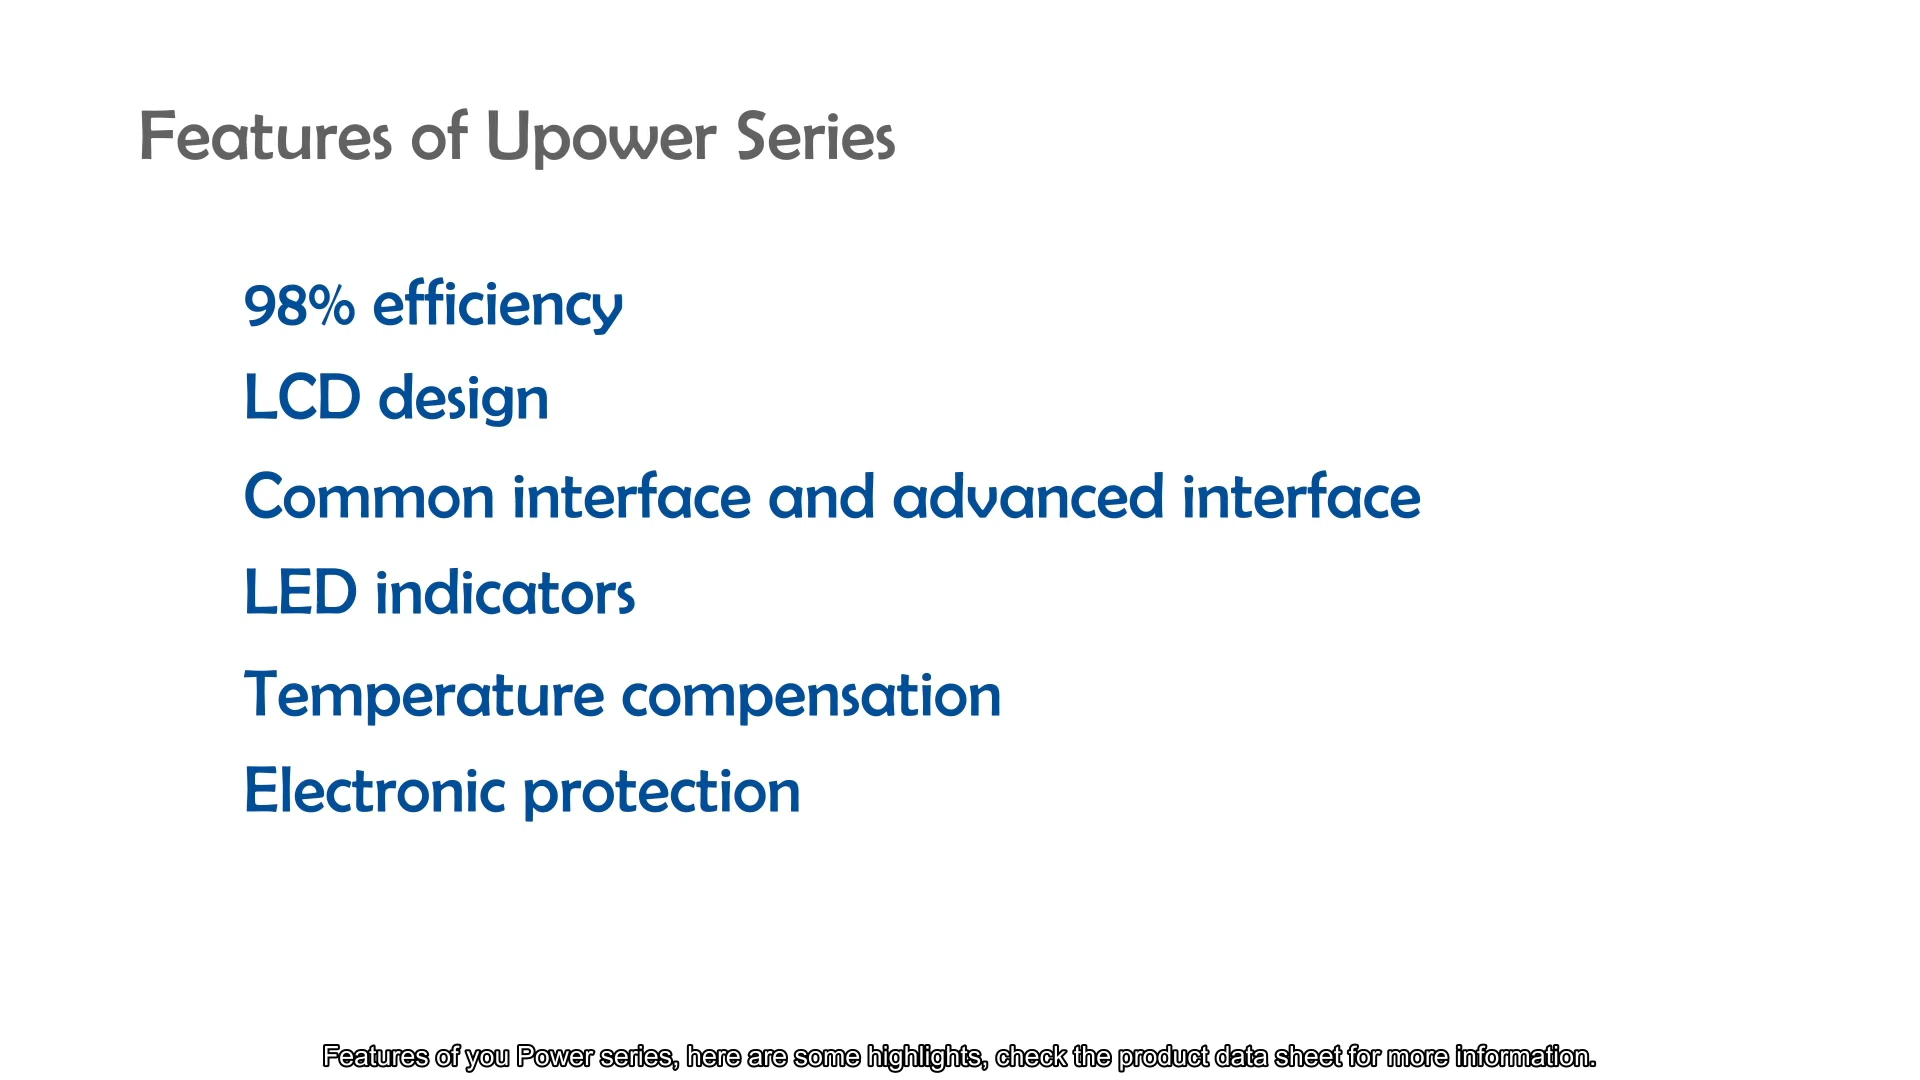 Features of Upower Series
98% efficiency
LCD design
Common interface and advanced interface
LED indicators
Temperature compensation
Electronic protection
Features of you Power series, here are some highlights, check the product data sheet for more information.